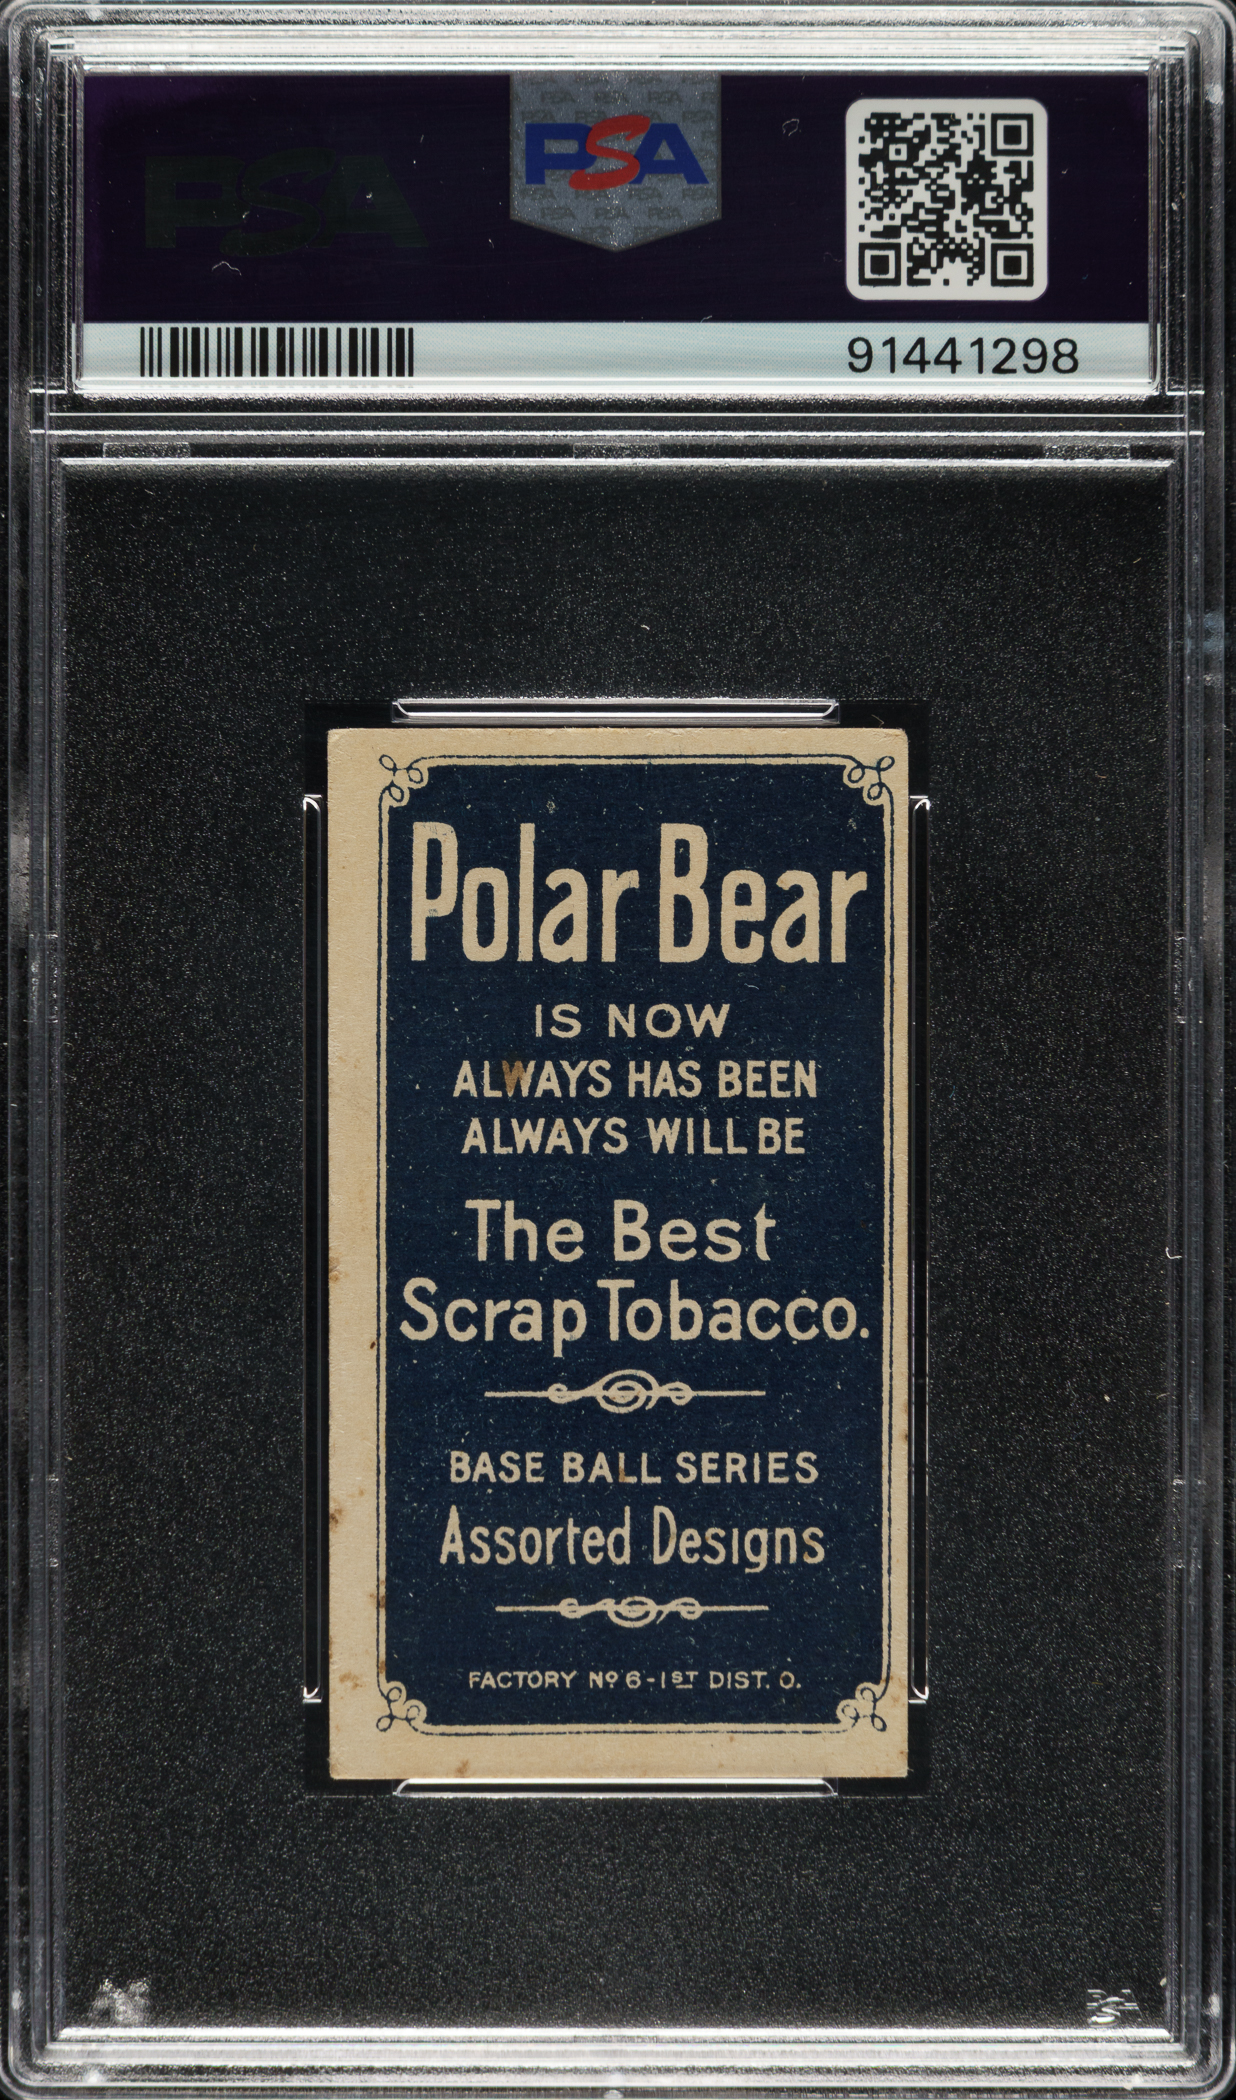 PSA
PSA
91441298
Polar Bear
IS NOW
ALWAYS HAS BEEN
ALWAYS WILL BE
The Best
Scrap Tobacco.
BASE BALL SERIES
Assorted Designs
FACTORY Nº 6-1ST DIST. O.
PSA